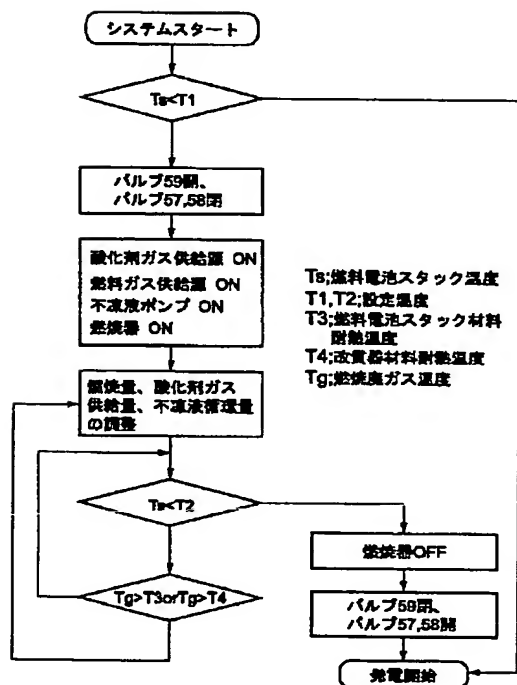 システムスタート
Ts<T1
バルブ59開、
バルブ57,58閉
酸化剤ガス供給源 ON
燃料ガス供給源 ON
不凍液ポンプ ON
燃焼器 ON
Ts;燃料電池スタック温度
T1,T2;設定温度
T3;燃料電池スタック材料
耐熱温度
T4;改質器材料耐熱温度
Tg;燃焼廃ガス温度
燃焼量、酸化剤ガス
供給量、不凍液循環量
の調整
Ts<T2
Tg>T3orTg>T4
燃焼器OFF
バルブ59閉、
バルブ57,58開
発電開始